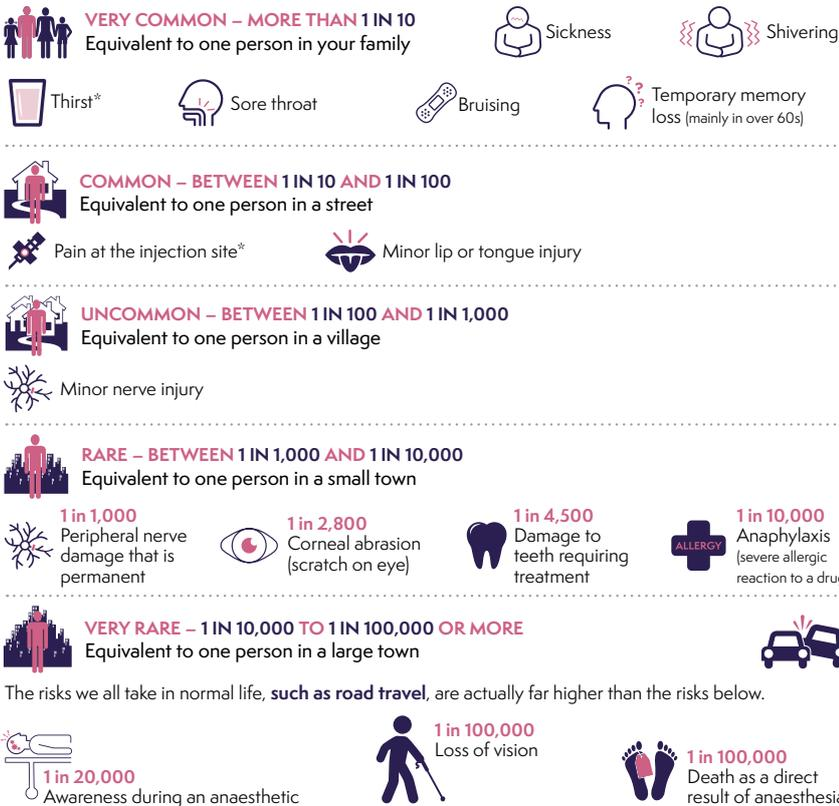 VERY COMMON – MORE THAN 1 IN 10
Equivalent to one person in your family
Sickness
Shivering
Thirst*
Sore throat
Bruising
Temporary memory
loss (mainly in over 60s)
COMMON – BETWEEN 1 IN 10 AND 1 IN 100
Equivalent to one person in a street
Pain at the injection site*
Minor lip or tongue injury
UNCOMMON – BETWEEN 1 IN 100 AND 1 IN 1,000
Equivalent to one person in a village
Minor nerve injury
RARE – BETWEEN 1 IN 1,000 AND 1 IN 10,000
Equivalent to one person in a small town
1 in 1,000
Peripheral nerve
damage that is
permanent
1 in 2,800
Corneal abrasion
(scratch on eye)
1 in 4,500
Damage to
teeth requiring
treatment
ALLERGY
1 in 10,000
Anaphylaxis
(severe allergic
reaction to a
VERY RARE – 1 IN 10,000 TO 1 IN 100,000 OR MORE
Equivalent to one person in a large town
The risks we all take in normal life, such as road travel, are actually far higher than the risks below.
1 in 20,000
Awareness during an anaesthetic
1 in 100,000
Loss of vision
1 in 100,000
Death as a direct
result of